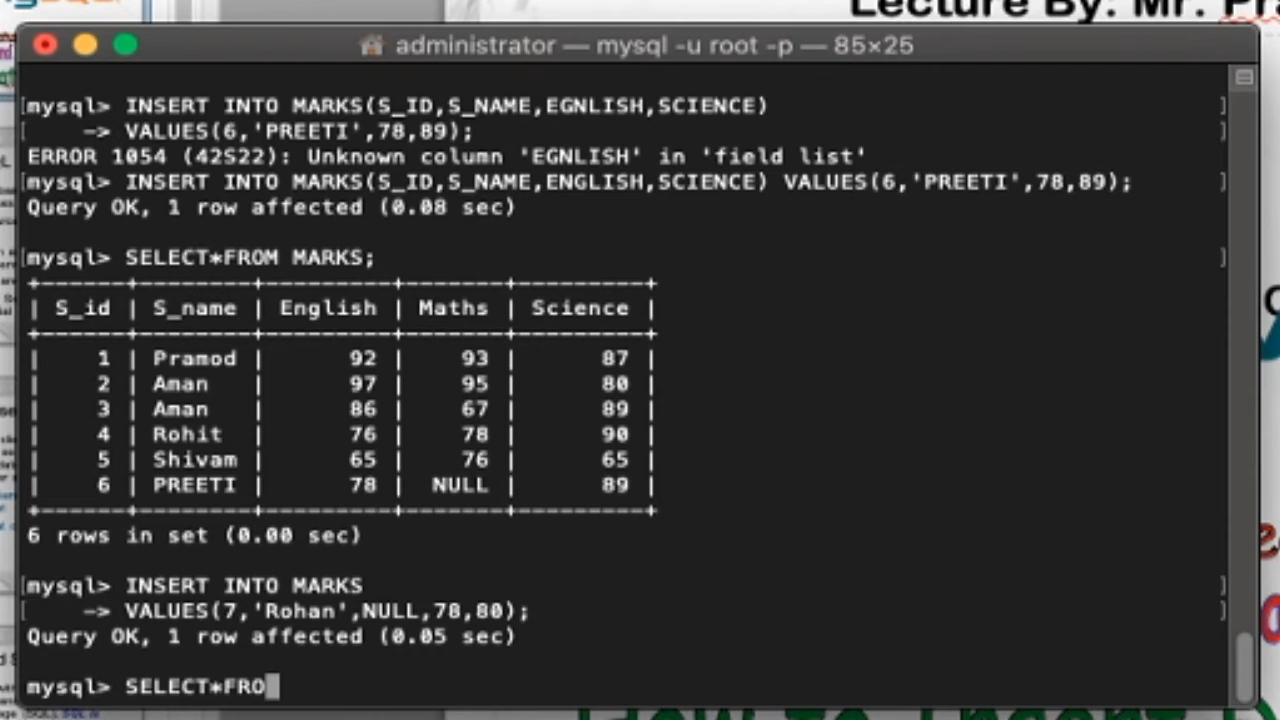 Lecture By: Mr. Pra
administrator — mysql -u root -p — 85×25
mysql> INSERT INTO MARKS(S_ID,S_NAME,EGNLISH,SCIENCE)
-> VALUES(6,'PREETI',78,89);
ERROR 1054 (42S22): Unknown column 'EGNLISH' in 'field list'
mysql> INSERT INTO MARKS(S_ID,S_NAME,ENGLISH,SCIENCE) VALUES(6,'PREETI',78,89);
Query OK, 1 row affected (0.08 sec)
mysql> SELECT*FROM MARKS;
+------+--------+---------+-------+---------+
| S_id | S_name | English | Maths | Science |
+------+--------+---------+-------+---------+
| 1 | Pramod | 92 | 93 | 87 |
| 2 | Aman | 97 | 95 | 80 |
| 3 | Aman | 86 | 67 | 89 |
| 4 | Rohit | 76 | 78 | 90 |
| 5 | Shivam | 65 | 76 | 65 |
| 6 | PREETI | 78 | NULL | 89 |
+------+--------+---------+-------+---------+
6 rows in set (0.00 sec)
mysql> INSERT INTO MARKS
-> VALUES(7,'Rohan',NULL,78,80);
Query OK, 1 row affected (0.05 sec)
mysql> SELECT*FRO